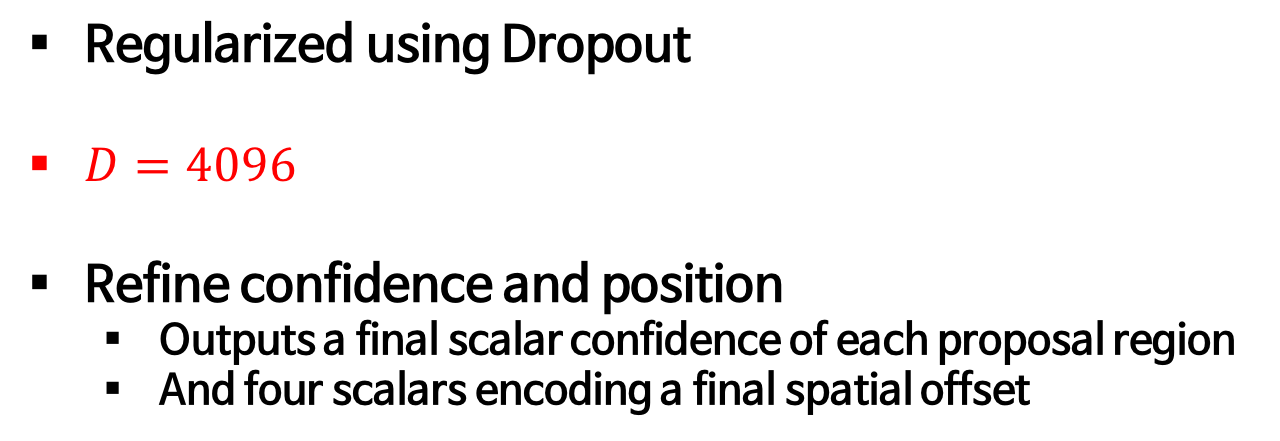 ▪ Regularized using Dropout
▪ D = 4096
▪ Refine confidence and position
▪ Outputs a final scalar confidence of each proposal region
▪ And four scalars encoding a final spatial offset